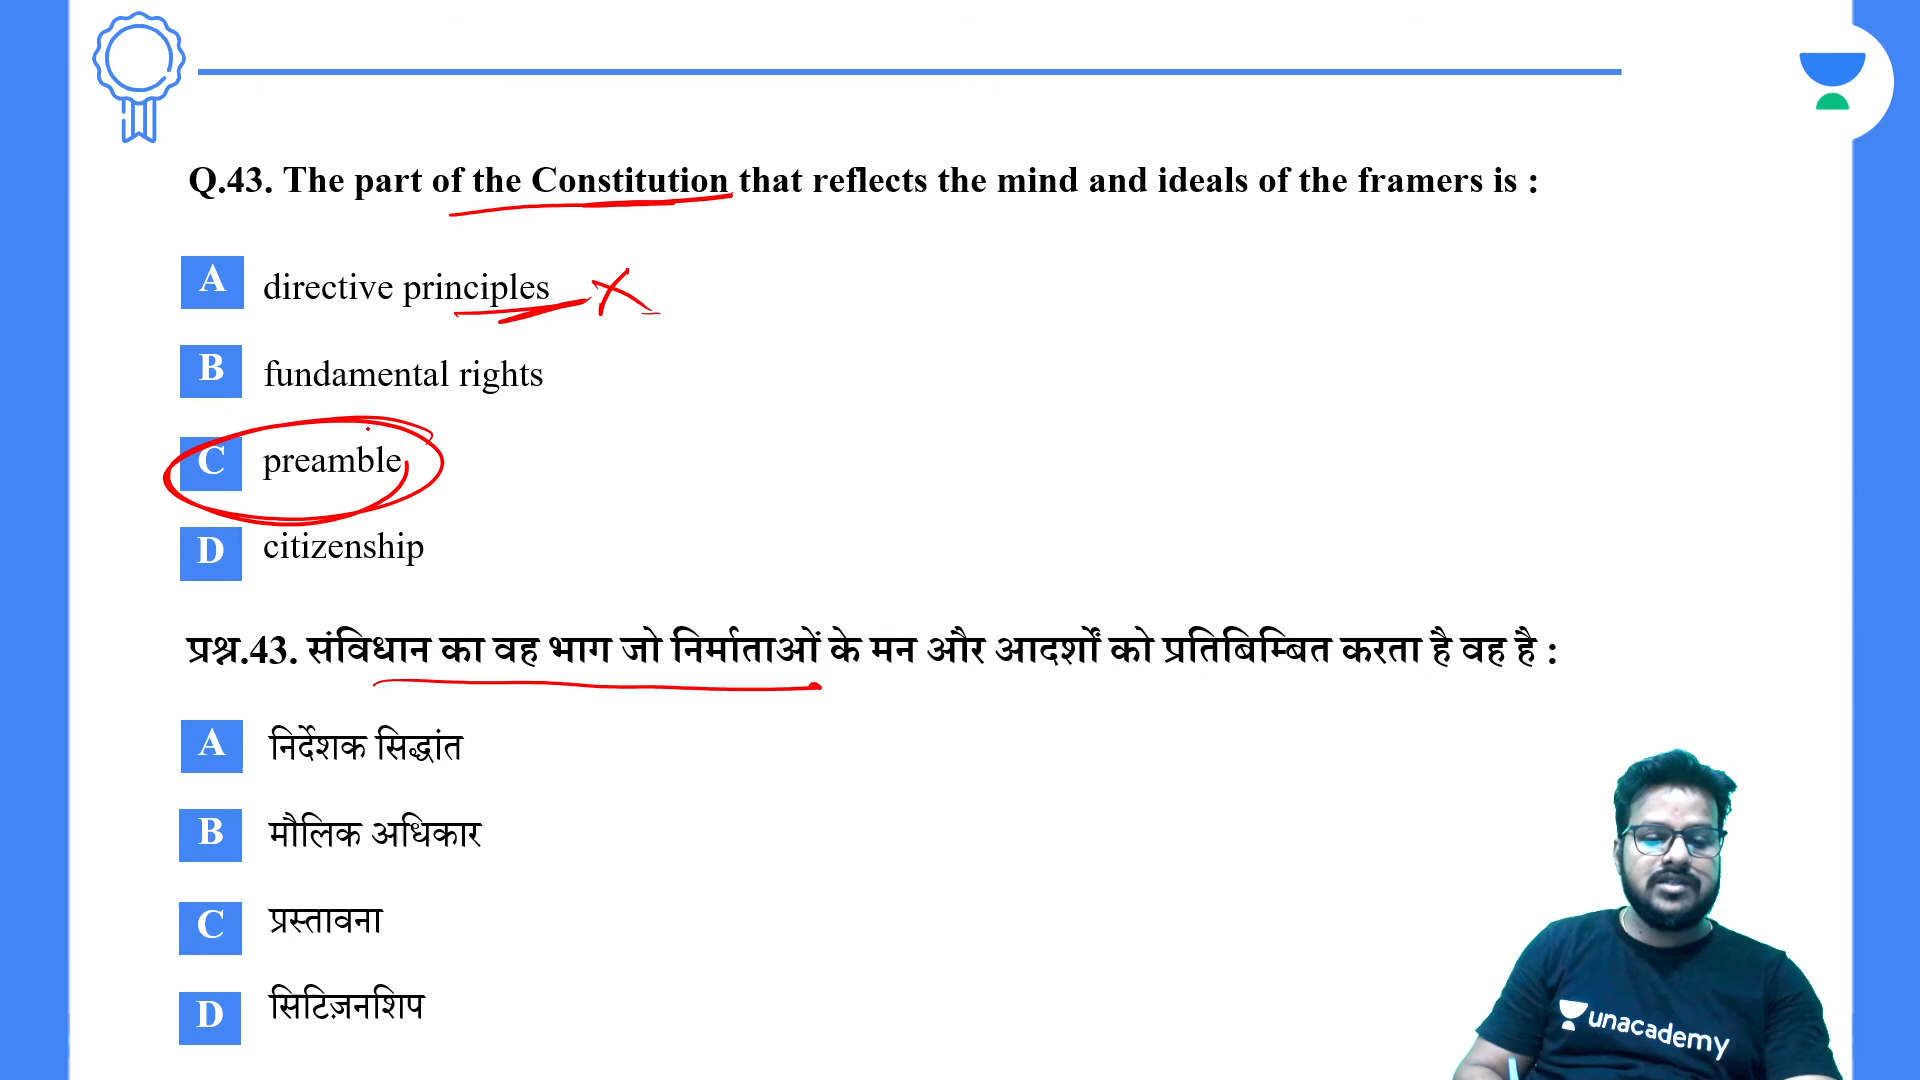 Q.43. The part of the Constitution that reflects the mind and ideals of the framers is :
A directive principles
B fundamental rights
C preamble
D citizenship
प्रश्न.43. संविधान का वह भाग जो निर्माताओं के मन और आदर्शों को प्रतिबिम्बित करता है वह है :
A निर्देशक सिद्धांत
B मौलिक अधिकार
C प्रस्तावना
D सिटिज़नशिप
unacademy